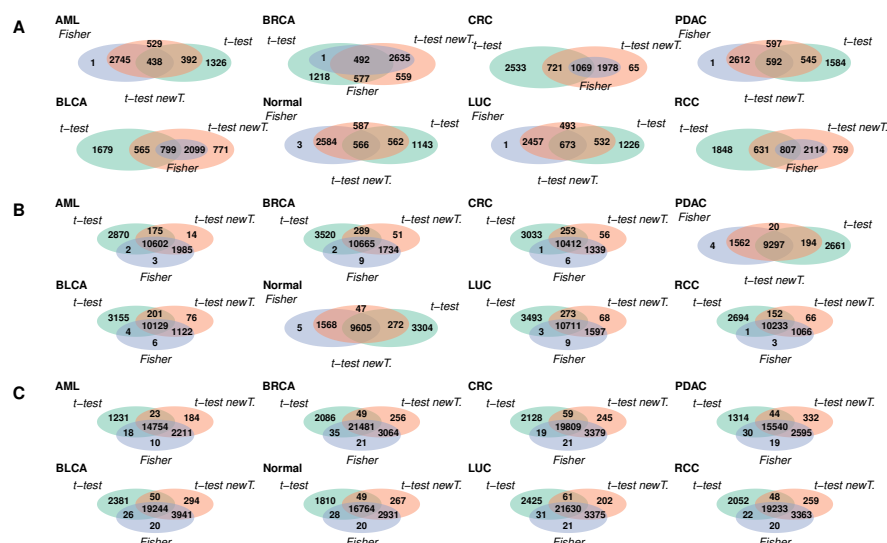 A
AML
Fisher
529
t−test
1
2745
438
392
1326
t−test newT.
BRCA
t−test
t−test newT.
1
492
2635
1218
577
559
Fisher
CRC
t−test
t−test newT.
2533
721
1069
1978
65
Fisher
PDAC
Fisher
597
t−test
1
2612
592
545
1584
t−test newT.
BLCA
t−test
t−test newT.
1679
565
799
2099
771
Fisher
Normal
Fisher
587
t−test
3
2584
566
562
1143
t−test newT.
LUC
Fisher
493
t−test
1
2457
673
532
1226
t−test newT.
RCC
t−test
t−test newT.
1848
631
807
2114
759
Fisher
B
AML
t−test
t−test newT.
2870
175
14
10602
2
1985
3
Fisher
BRCA
t−test
t−test newT.
3520
289
51
10665
2
1734
9
Fisher
CRC
t−test
t−test newT.
3033
253
56
10412
1
1339
6
Fisher
PDAC
Fisher
20
t−test
4
1562
9297
194
2661
t−test newT.
BLCA
t−test
t−test newT.
3155
201
76
10129
4
1122
6
Fisher
Normal
Fisher
47
t−test
5
1568
9605
272
3304
t−test newT.
LUC
t−test
t−test newT.
3493
273
68
10711
3
1597
9
Fisher
RCC
t−test
t−test newT.
2694
152
66
10233
1
1066
3
Fisher
C
AML
t−test
t−test newT.
1231
23
184
14754
18
2211
10
Fisher
BRCA
t−test
t−test newT.
2086
49
256
21481
35
3064
21
Fisher
CRC
t−test
t−test newT.
2128
59
245
19809
19
3379
21
Fisher
PDAC
t−test
t−test newT.
1314
44
332
15540
30
2595
19
Fisher
BLCA
t−test
t−test newT.
2381
50
294
19244
26
3941
20
Fisher
Normal
t−test
t−test newT.
1810
49
267
16764
28
2931
20
Fisher
LUC
t−test
t−test newT.
2425
61
202
21630
31
3375
21
Fisher
RCC
t−test
t−test newT.
2052
48
259
19233
22
3363
20
Fisher